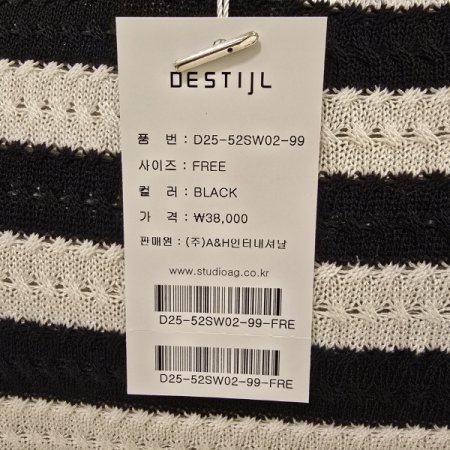 DESTIJL
품 번 : D25-52SW02-99
사이즈 : FREE
컬 러 : BLACK
가 격 : ₩38,000
판매원 : (주)A&H인터내셔날
www.studioag.co.kr
D25-52SW02-99-FRE
D25-52SW02-99-FRE